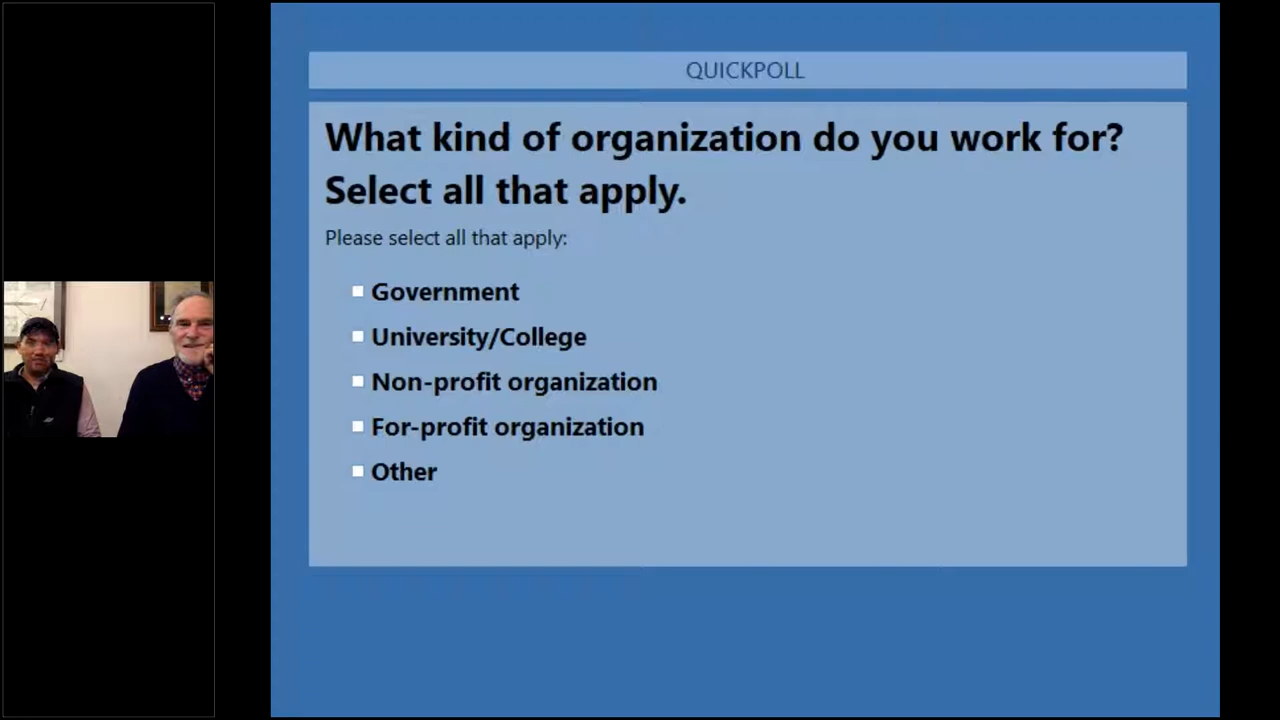 QUICKPOLL
What kind of organization do you work for?
Select all that apply.
Please select all that apply:
Government
University/College
Non-profit organization
For-profit organization
Other